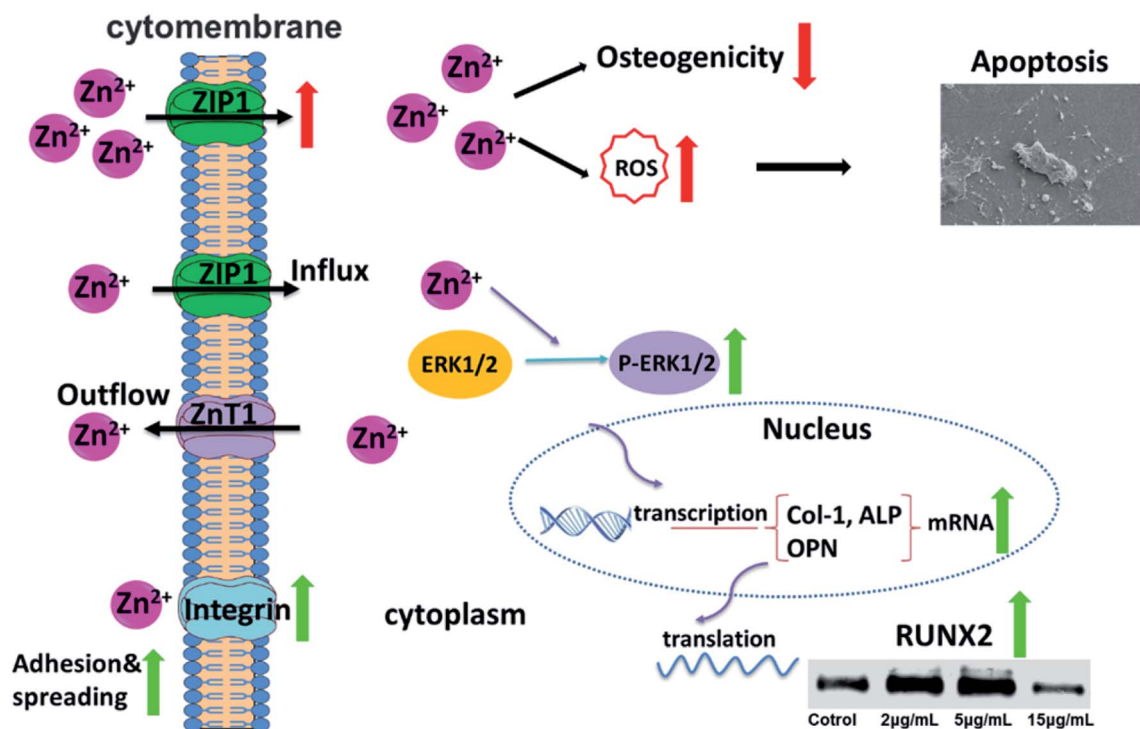 cytomembrane
Zn2+
Zn2+
Zn2+
ZIP1
Zn2+
Zn2+
Zn2+
Osteogenicity
ROS
Apoptosis
Zn2+
ZIP1
Influx
Zn2+
ERK1/2
P-ERK1/2
Outflow
Zn2+
ZnT1
Zn2+
Nucleus
transcription
Col-1, ALP
OPN
mRNA
Zn2+
Integrin
Adhesion&
spreading
cytoplasm
translation
RUNX2
Cotrol 2μg/mL 5μg/mL 15μg/mL